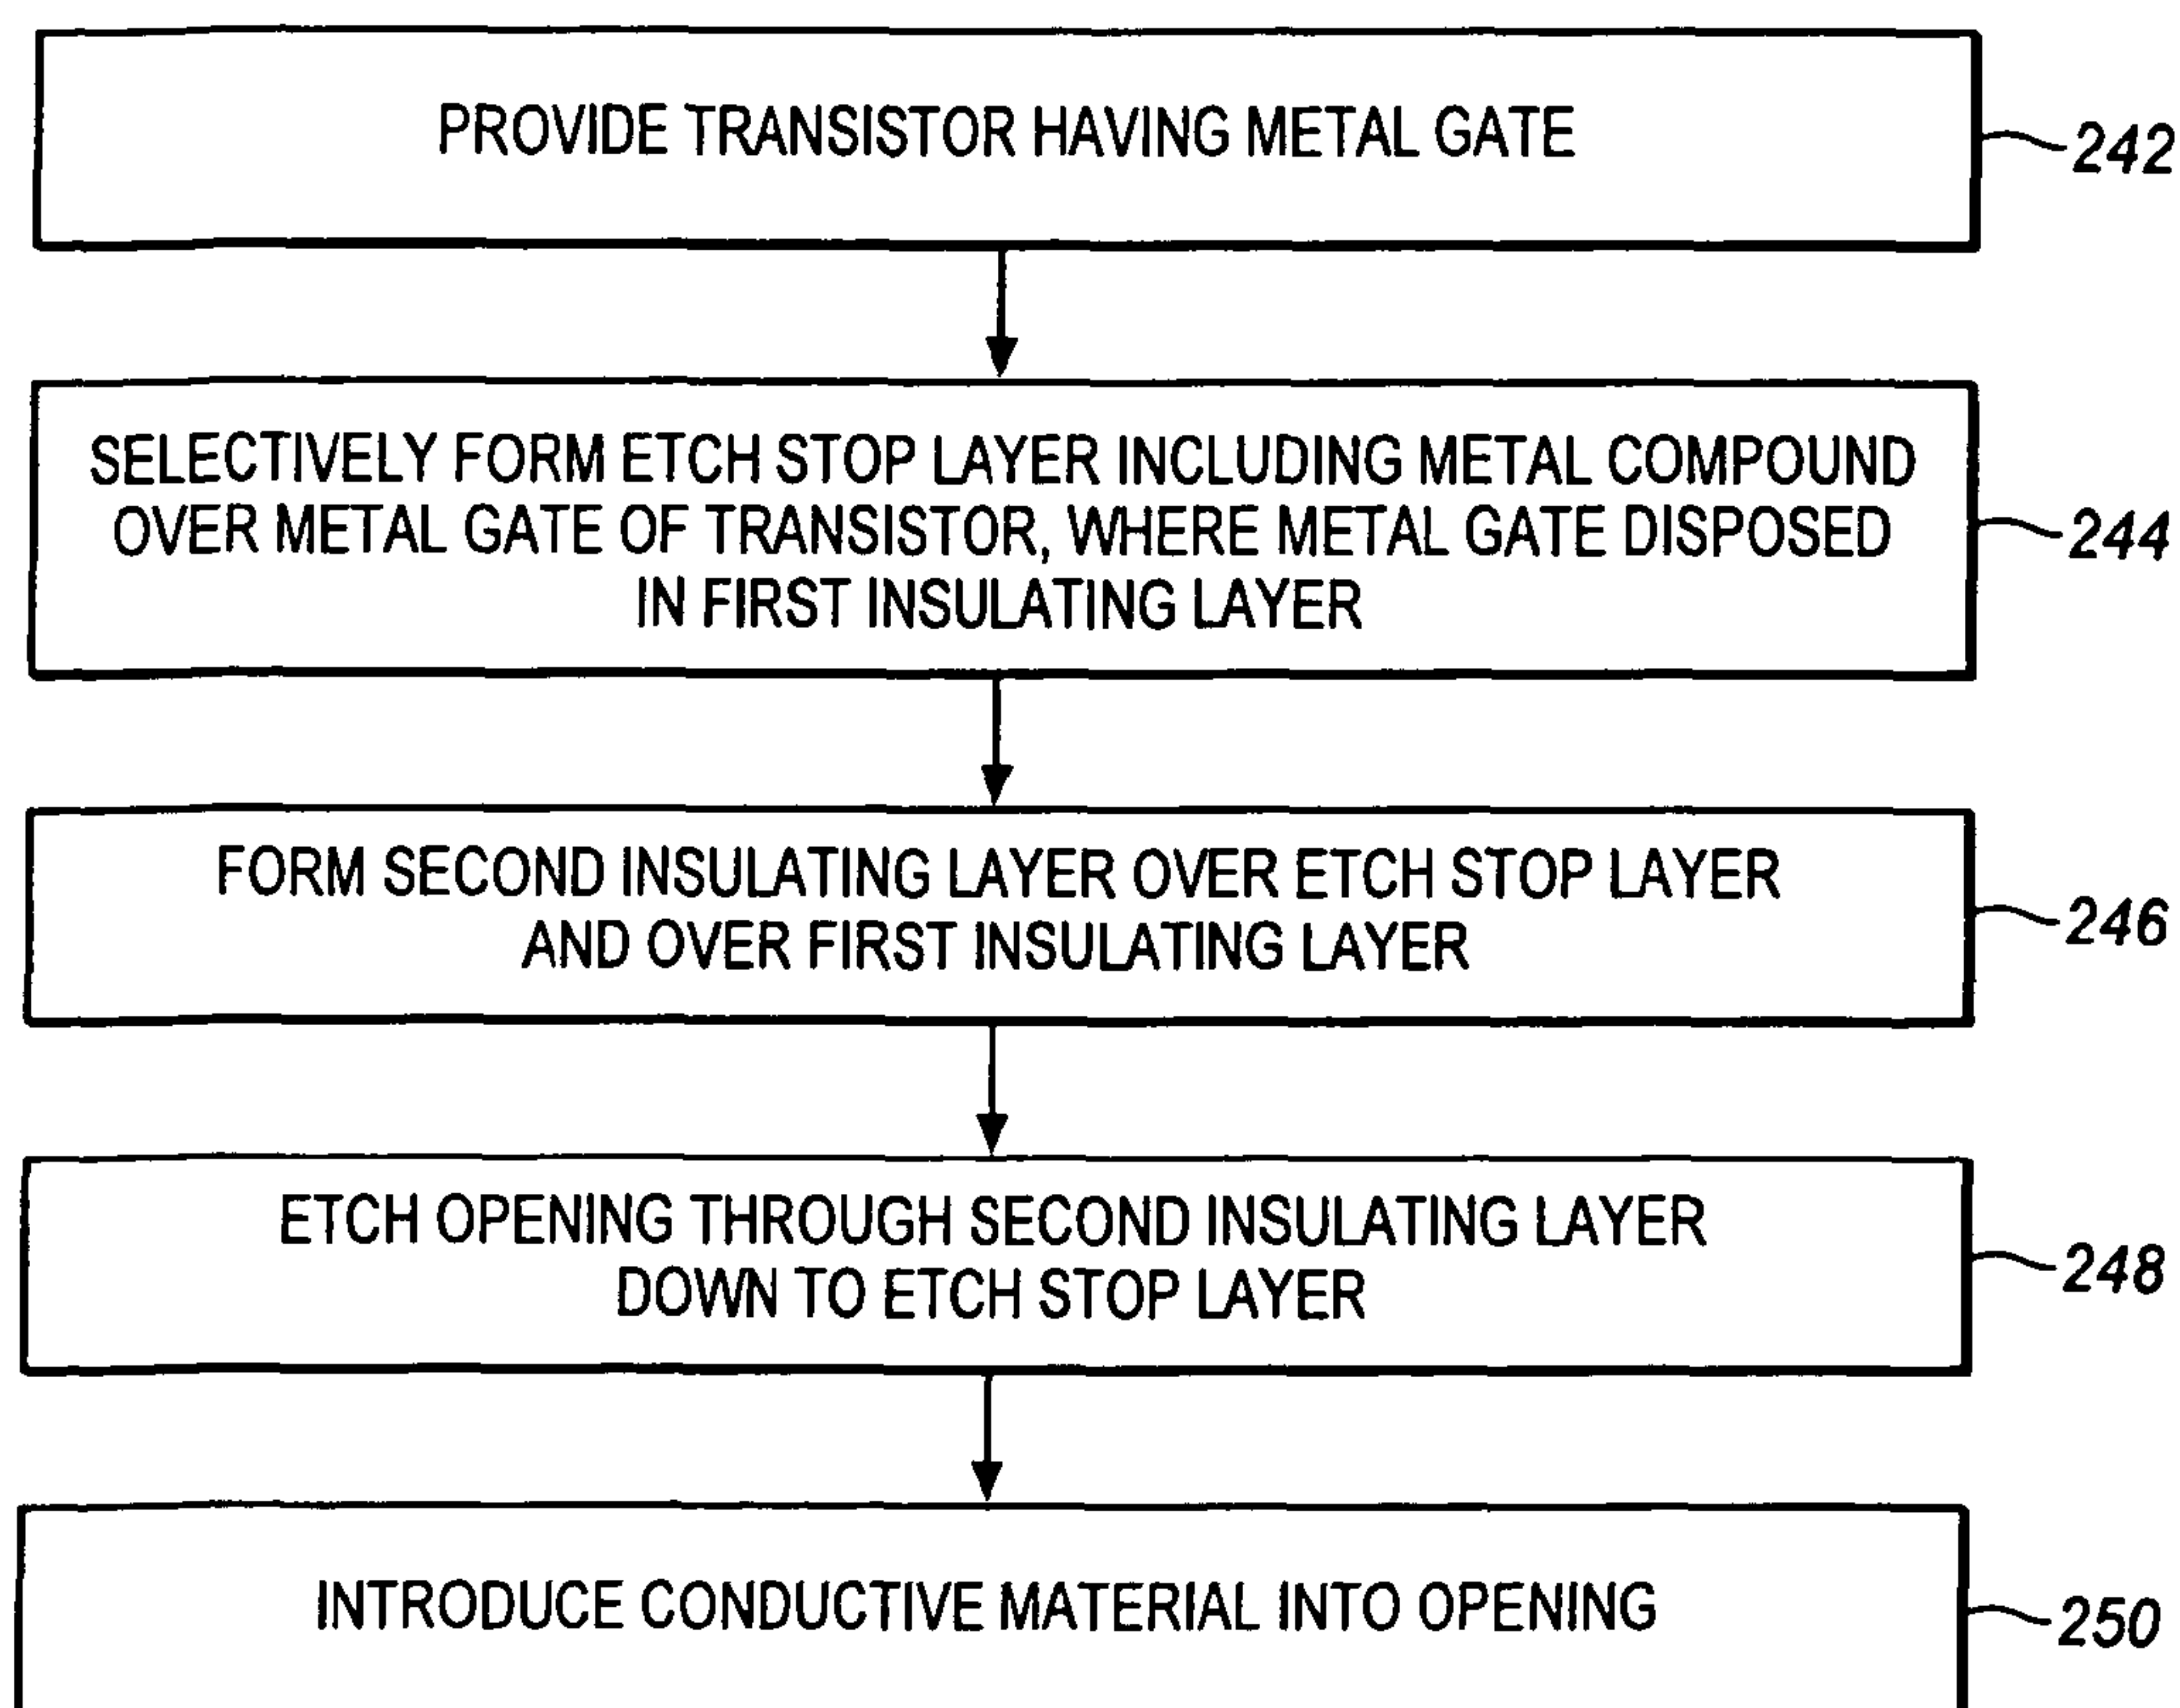 PROVIDE TRANSISTOR HAVING METAL GATE
242
SELECTIVELY FORM ETCH STOP LAYER INCLUDING METAL COMPOUND
OVER METAL GATE OF TRANSISTOR, WHERE METAL GATE DISPOSED
IN FIRST INSULATING LAYER
244
FORM SECOND INSULATING LAYER OVER ETCH STOP LAYER
AND OVER FIRST INSULATING LAYER
246
ETCH OPENING THROUGH SECOND INSULATING LAYER
DOWN TO ETCH STOP LAYER
248
INTRODUCE CONDUCTIVE MATERIAL INTO OPENING
250